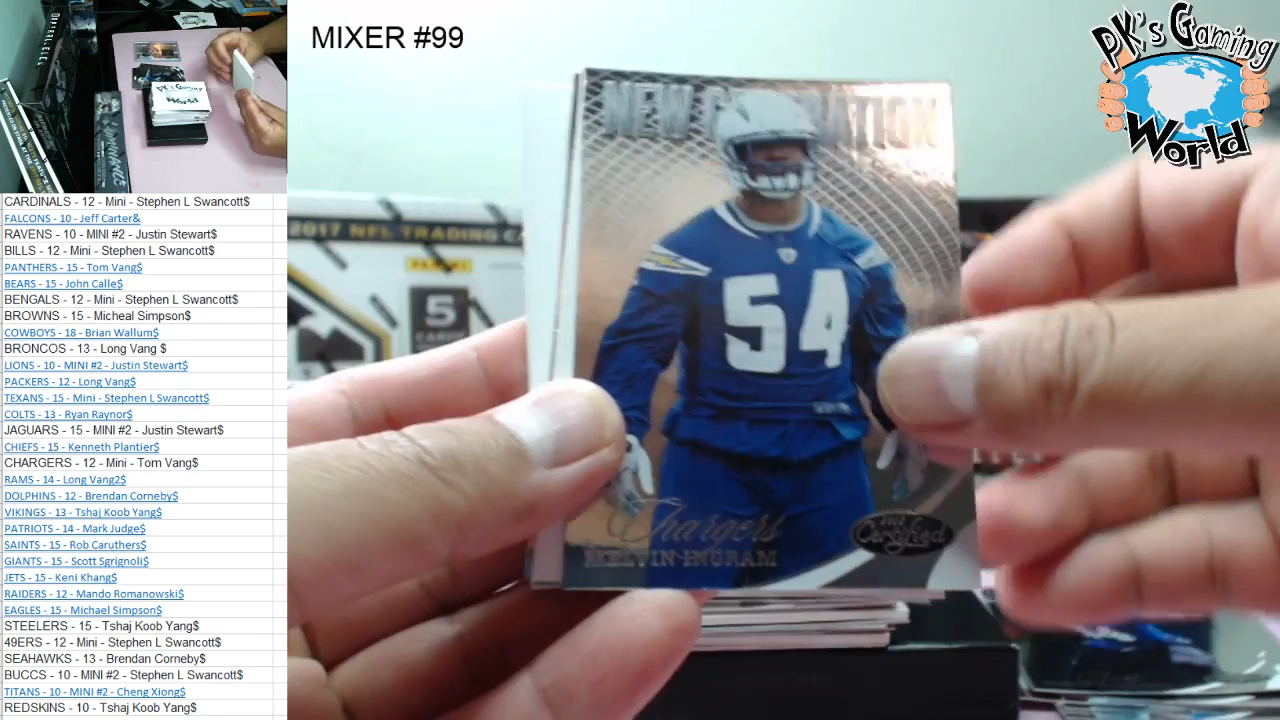 MIXER #99
PK's Gaming
World
CARDINALS - 12 - Mini - Stephen L Swancott$
FALCONS - 10 - Jeff Carter&
RAVENS - 10 - MINI #2 - Justin Stewart$
BILLS - 12 - Mini - Stephen L Swancott$
PANTHERS - 15 - Tom Vang$
BEARS - 15 - John Calle$
BENGALS - 12 - Mini - Stephen L Swancott$
BROWNS - 15 - Micheal Simpson$
COWBOYS - 18 - Brian Wallum$
BRONCOS - 13 - Long Vang $
LIONS - 10 - MINI #2 - Justin Stewart$
PACKERS - 12 - Long Vang$
TEXANS - 15 - Mini - Stephen L Swancott$
COLTS - 13 - Ryan Raynor$
JAGUARS - 15 - MINI #2 - Justin Stewart$
CHIEFS - 15 - Kenneth Plantier$
CHARGERS - 12 - Mini - Tom Vang$
RAMS - 14 - Long Vang2$
DOLPHINS - 12 - Brendan Corneby$
VIKINGS - 13 - Tshaj Koob Yang$
PATRIOTS - 14 - Mark Judge$
SAINTS - 15 - Rob Caruthers$
GIANTS - 15 - Scott Sgrignoli$
JETS - 15 - Keni Khang$
RAIDERS - 12 - Mando Romanowski$
EAGLES - 15 - Michael Simpson$
STEELERS - 15 - Tshaj Koob Yang$
49ERS - 12 - Mini - Stephen L Swancott$
SEAHAWKS - 13 - Brendan Corneby$
BUCCS - 10 - MINI #2 - Stephen L Swancott$
TITANS - 10 - MINI #2 - Cheng Xiong$
REDSKINS - 10 - Tshaj Koob Yang$
PK's Gaming
World
LUMINANCE
2017 NFL TRADING
PANINI
5
NEW
54
Chargers
MELVIN INGRAM
Certified